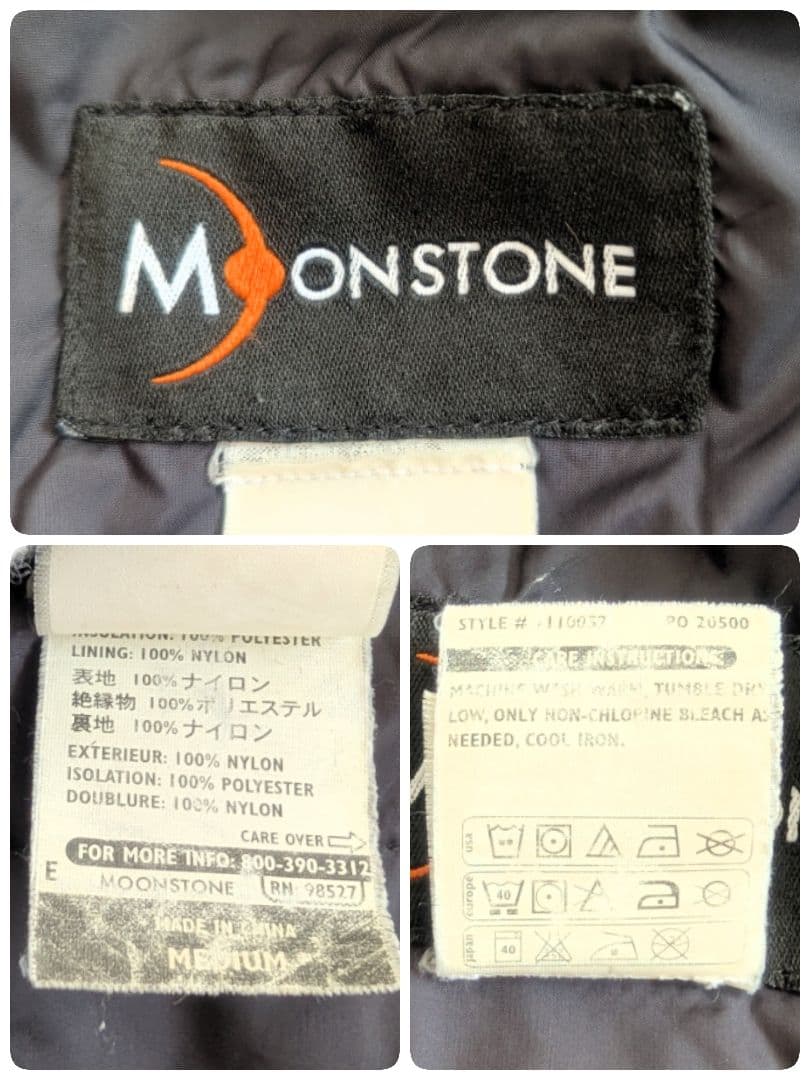 MOONSTONE
INSULATION: 100% POLYESTER
LINING: 100% NYLON
表地 100%ナイロン
絶縁物 100%ポリエステル
裏地 100%ナイロン
EXTERIEUR: 100% NYLON
ISOLATION: 100% POLYESTER
DOUBLURE: 100% NYLON
CARE OVER
FOR MORE INFO: 800-390-3312
E MOONSTONE RN 98527
MADE IN CHINA
MEDIUM
STYLE # 110037 PO 20500
CARE INSTRUCTIONS
MACHINE WASH WARM, TUMBLE DRY
LOW, ONLY NON-CHLORINE BLEACH AS
NEEDED, COOL IRON.
usa
europe 40
japan 40